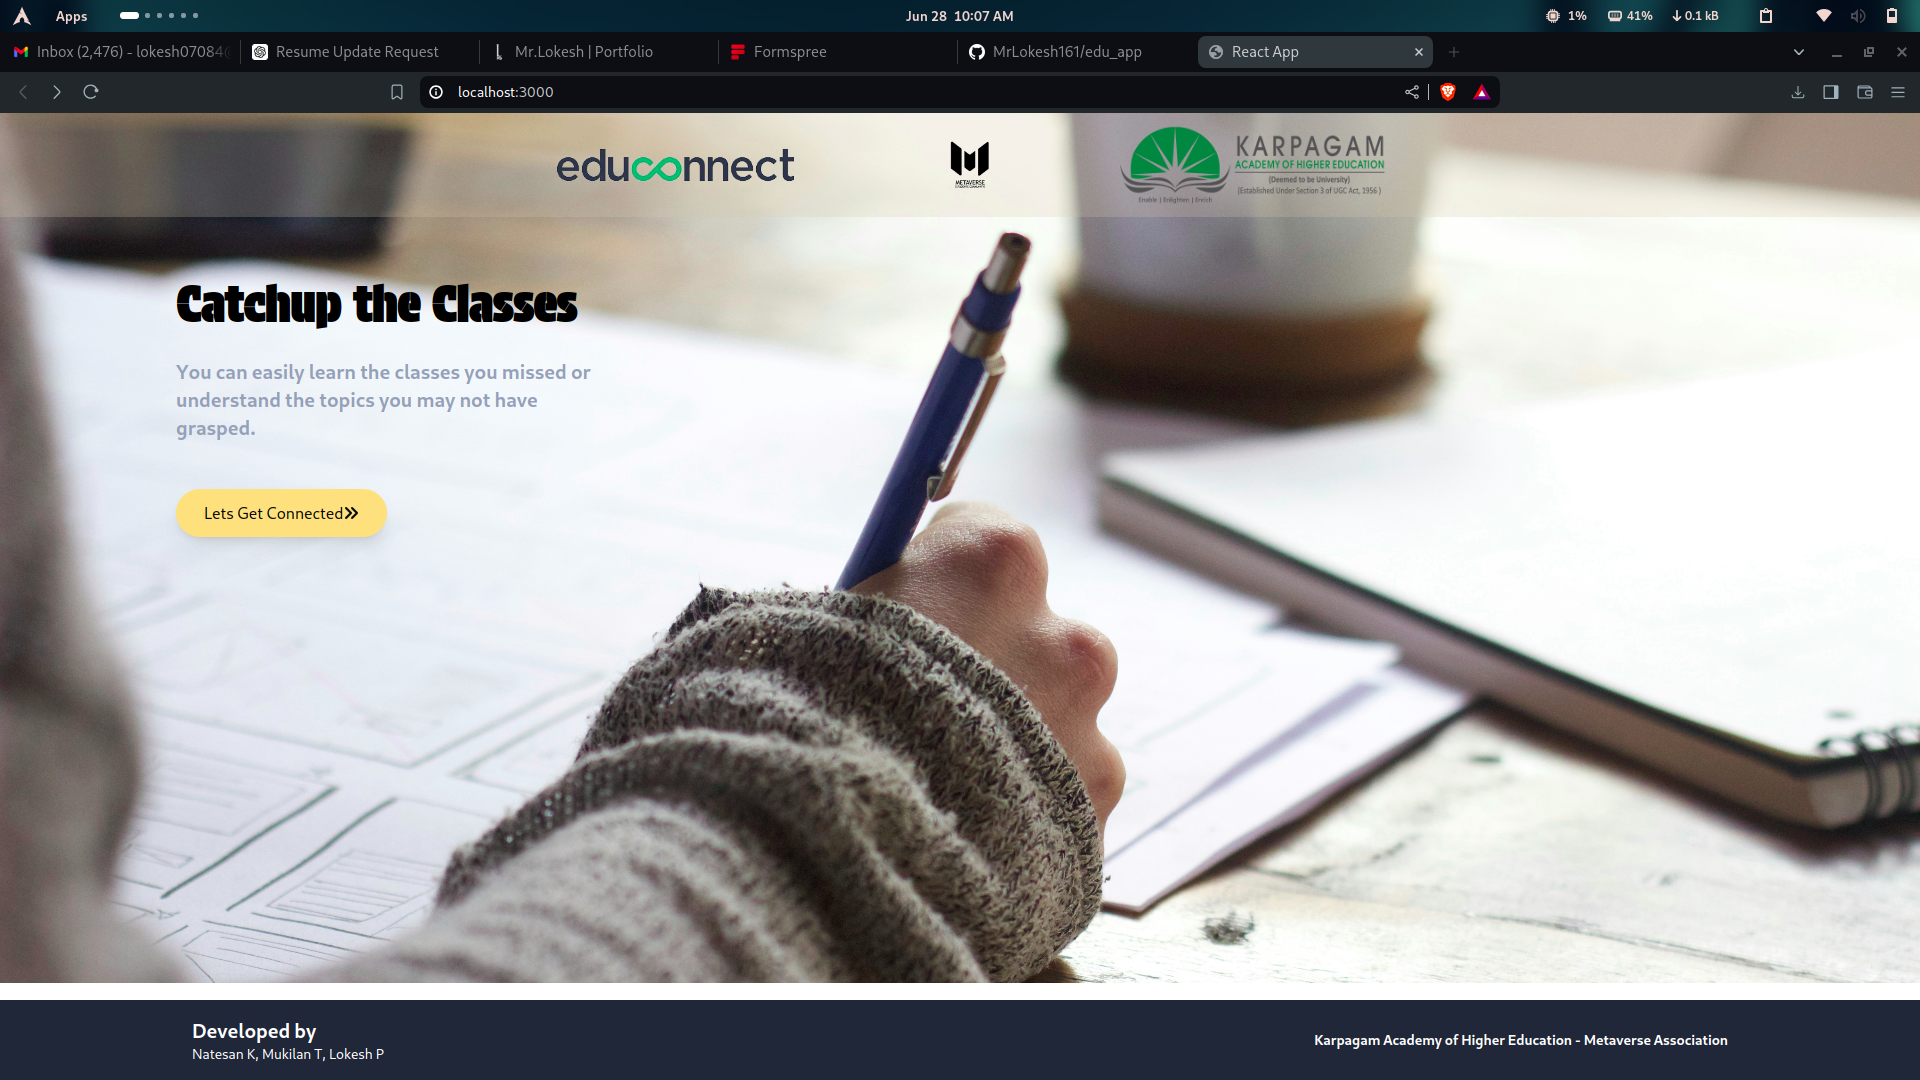 Apps
Jun 28 10:07 AM
1%
41%
0.1 kB
Inbox (2,476) - lokesh07084
Resume Update Request
Mr.Lokesh | Portfolio
Formspree
MrLokesh161/edu_app
React App
localhost:3000
educonnect
METAVERSE
KARPAGAM
ACADEMY OF HIGHER EDUCATION
(Deemed to be University)
(Established Under Section 3 of UGC Act, 1956 )
Enable | Enlighten | Enrich
Catchup the Classes
You can easily learn the classes you missed or
understand the topics you may not have
grasped.
Lets Get Connected
Developed by
Natesan K, Mukilan T, Lokesh P
Karpagam Academy of Higher Education - Metaverse Association